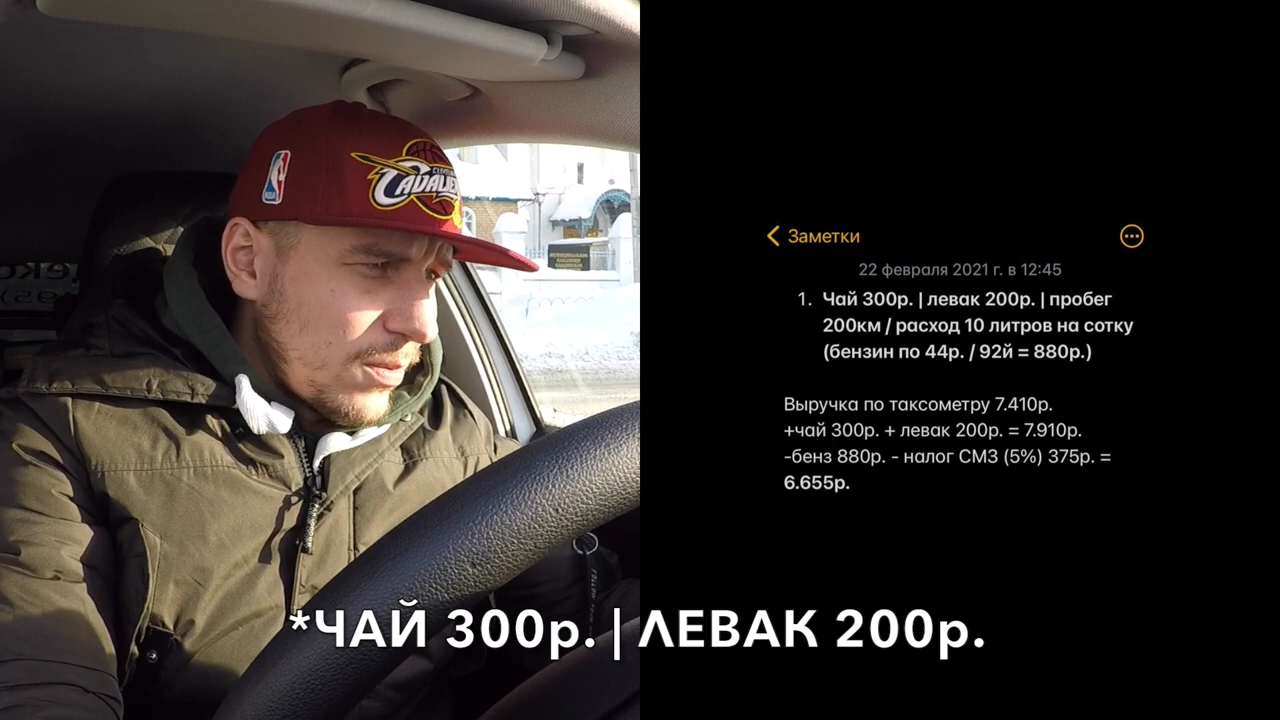 NBA
CAVALIE
Заметки
22 февраля 2021 г. в 12:45
1. Чай 300р. | левак 200р. | пробег
200км / расход 10 литров на сотку
(бензин по 44р. / 92й = 880р.)
Выручка по таксометру 7.410р.
+чай 300р. + левак 200р. = 7.910р.
-бенз 880р. - налог СМЗ (5%) 375р. =
6.655р.
*ЧАЙ 300р. | ЛЕВАК 200р.